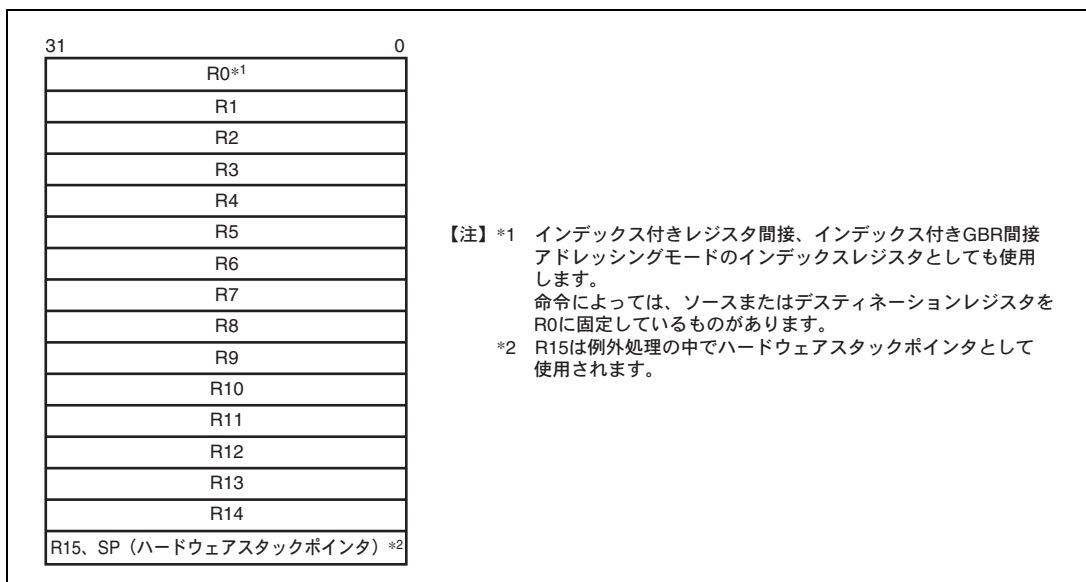 31 0
R0*1
R1
R2
R3
R4
R5
R6
R7
R8
R9
R10
R11
R12
R13
R14
R15、SP（ハードウェアスタックポインタ）*2
【注】*1 インデックス付きレジスタ間接、インデックス付きGBR間接
アドレッシングモードのインデックスレジスタとしても使用
します。
命令によっては、ソースまたはデスティネーションレジスタを
R0に固定しているものがあります。
*2 R15は例外処理の中でハードウェアスタックポインタとして
使用されます。